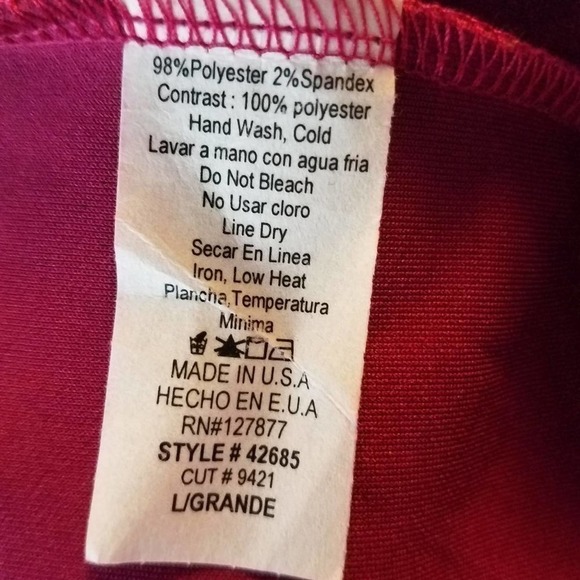 98%Polyester 2%Spandex
Contrast : 100% polyester
Hand Wash, Cold
Lavar a mano con agua fria
Do Not Bleach
No Usar cloro
Line Dry
Secar En Linea
Iron, Low Heat
Plancha,Temperatura
Minima
MADE IN U.S.A
HECHO EN E.U.A
RN#127877
STYLE # 42685
CUT # 9421
L/GRANDE